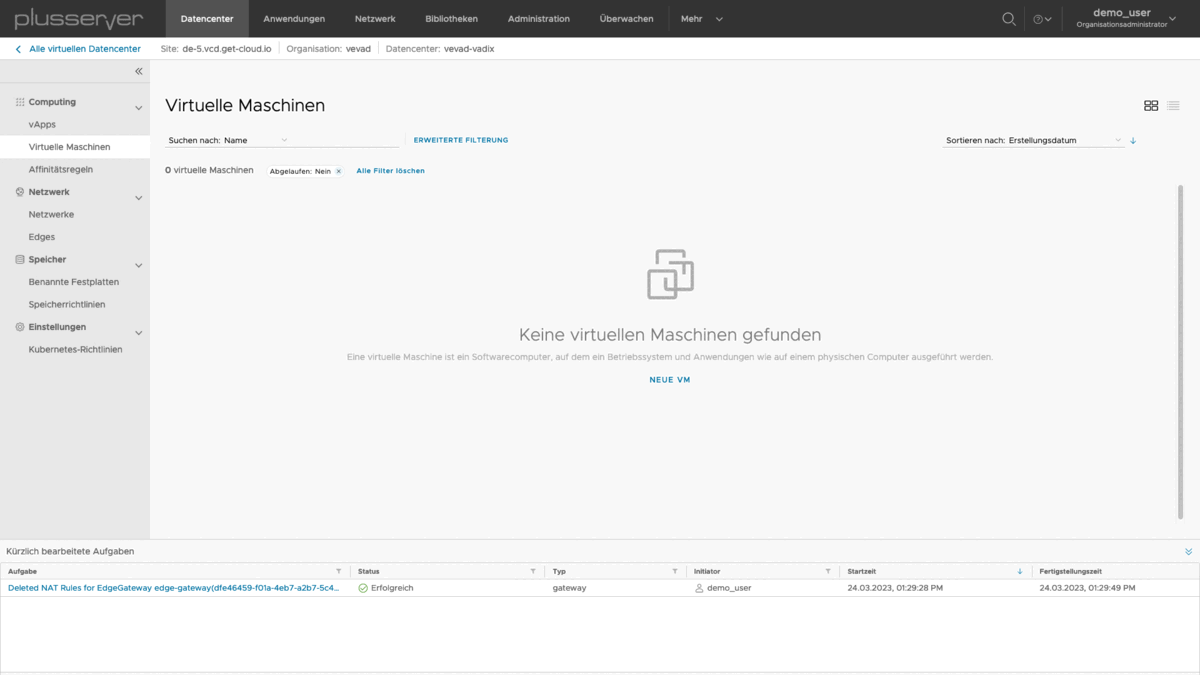 plusserver
Datencenter Anwendungen Netzwerk Bibliotheken Administration Überwachen Mehr
demo_user
Organisationsadministrator
Alle virtuellen Datencenter Site: de-5.vcd.get-cloud.io Organisation: vevad Datencenter: vevad-vadix
Computing
vApps
Virtuelle Maschinen
Affinitätsregeln
Netzwerk
Netzwerke
Edges
Speicher
Benannte Festplatten
Speicherrichtlinien
Einstellungen
Kubernetes-Richtlinien
Virtuelle Maschinen
Suchen nach: Name ERWEITERTE FILTERUNG Sortieren nach: Erstellungsdatum
0 virtuelle Maschinen Abgelaufen: Nein Alle Filter löschen
Keine virtuellen Maschinen gefunden
Eine virtuelle Maschine ist ein Softwarecomputer, auf dem ein Betriebssystem und Anwendungen wie auf einem physischen Computer ausgeführt werden.
NEUE VM
Kürzlich bearbeitete Aufgaben
Aufgabe Status Typ Initiator Startzeit Fertigstellungszeit
Deleted NAT Rules for EdgeGateway edge-gateway(dfe46459-f01a-4eb7-a2b7-5c4... Erfolgreich gateway demo_user 24.03.2023, 01:29:28 PM 24.03.2023, 01:29:49 PM